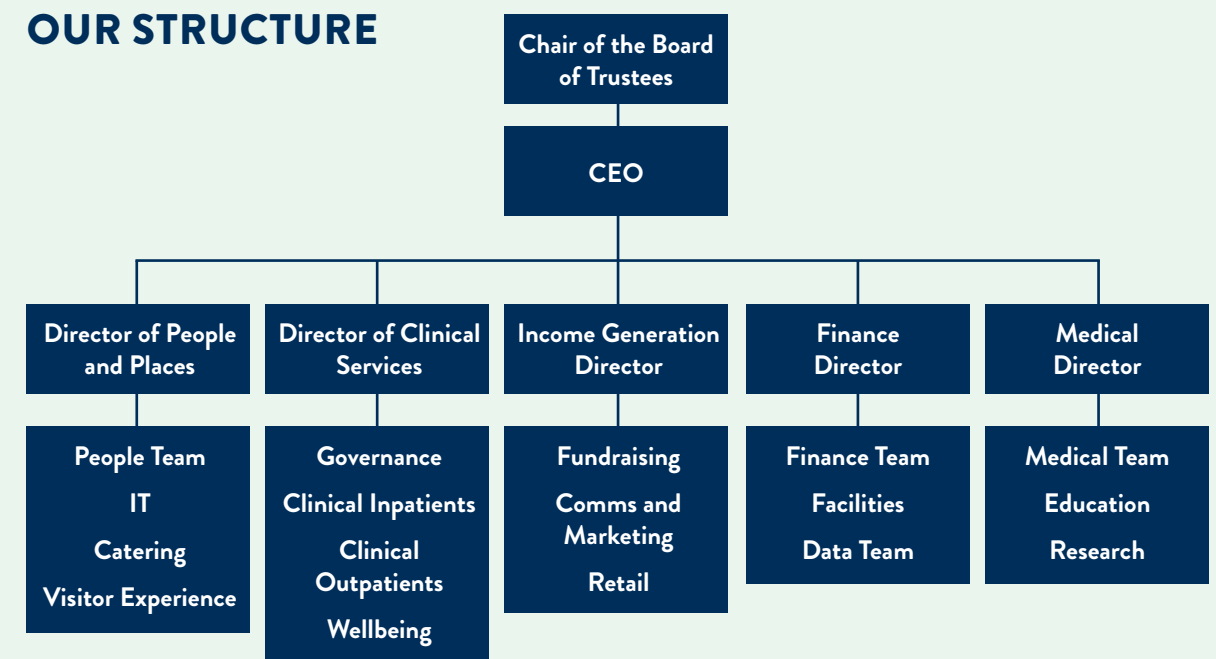 OUR STRUCTURE
Chair of the Board
of Trustees
CEO
Director of People
and Places
Director of Clinical
Services
Income Generation
Director
Finance
Director
Medical
Director
People Team
IT
Catering
Visitor Experience
Governance
Clinical Inpatients
Clinical
Outpatients
Wellbeing
Fundraising
Comms and
Marketing
Retail
Finance Team
Facilities
Data Team
Medical Team
Education
Research